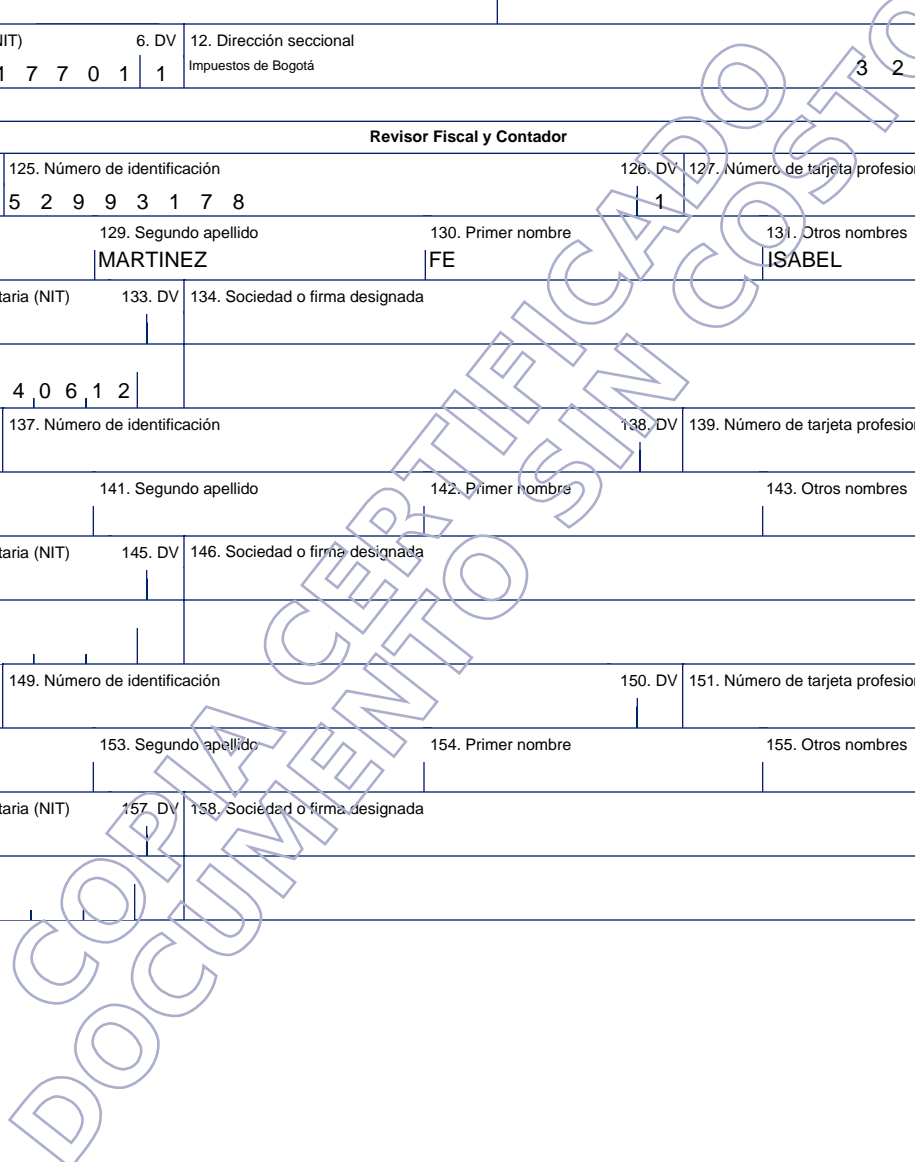 NIT) 6. DV 12. Dirección seccional
1 7 7 0 1 1 Impuestos de Bogotá 3 2
Revisor Fiscal y Contador
125. Número de identificación 126. DV 127. Número de tarjeta profesion
5 2 9 9 3 1 7 8 1
129. Segundo apellido 130. Primer nombre 131. Otros nombres
MARTINEZ FE ISABEL
taria (NIT) 133. DV 134. Sociedad o firma designada
4 0 6 1 2
137. Número de identificación 138. DV 139. Número de tarjeta profesion
141. Segundo apellido 142. Primer nombre 143. Otros nombres
taria (NIT) 145. DV 146. Sociedad o firma designada
149. Número de identificación 150. DV 151. Número de tarjeta profesion
153. Segundo apellido 154. Primer nombre 155. Otros nombres
taria (NIT) 157. DV 158. Sociedad o firma designada
COPIA CERTIFICADO
DOCUMENTO SIN COSTO